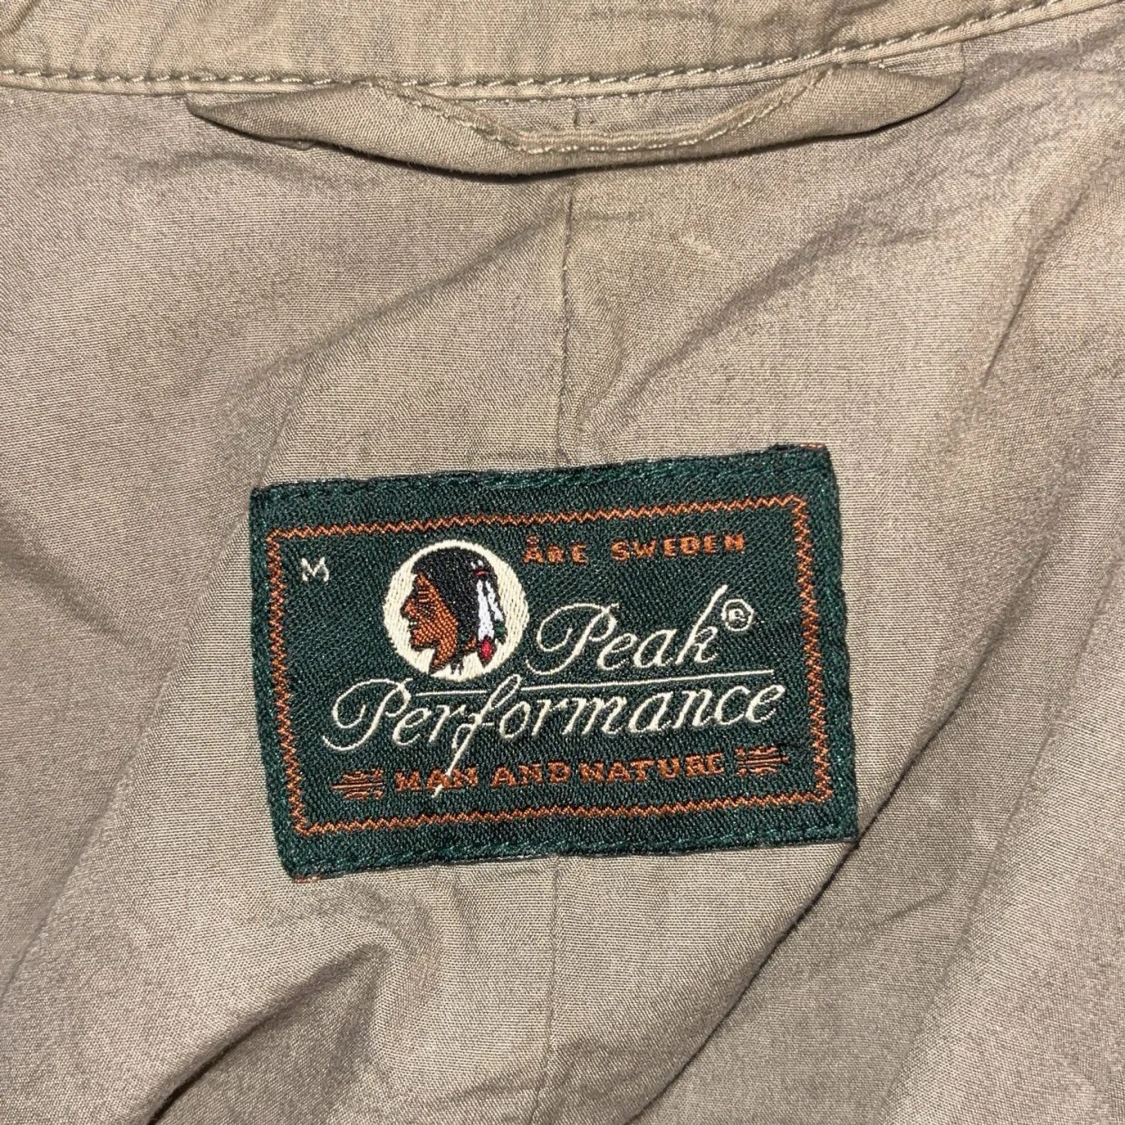 M
ÅRE SWEDEN
Peak®
Performance
MAN AND NATURE